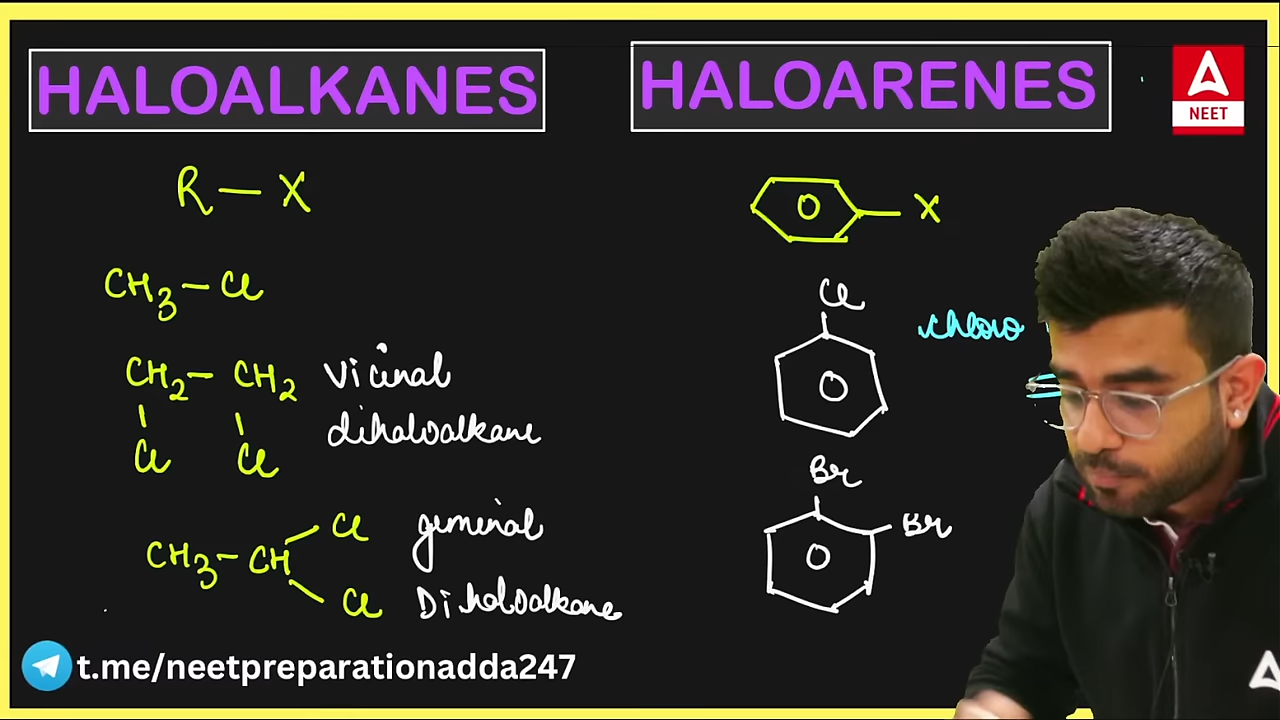 HALOALKANES
R — X
CH3 — Cl
CH2 — CH2 Vicinal
dihaloalkane
Cl Cl
CH3 — CH Cl geminal
Cl Dihaloalkane
HALOARENES
X
Cl
chloro
Br
Br
NEET
t.me/neetpreparationadda247